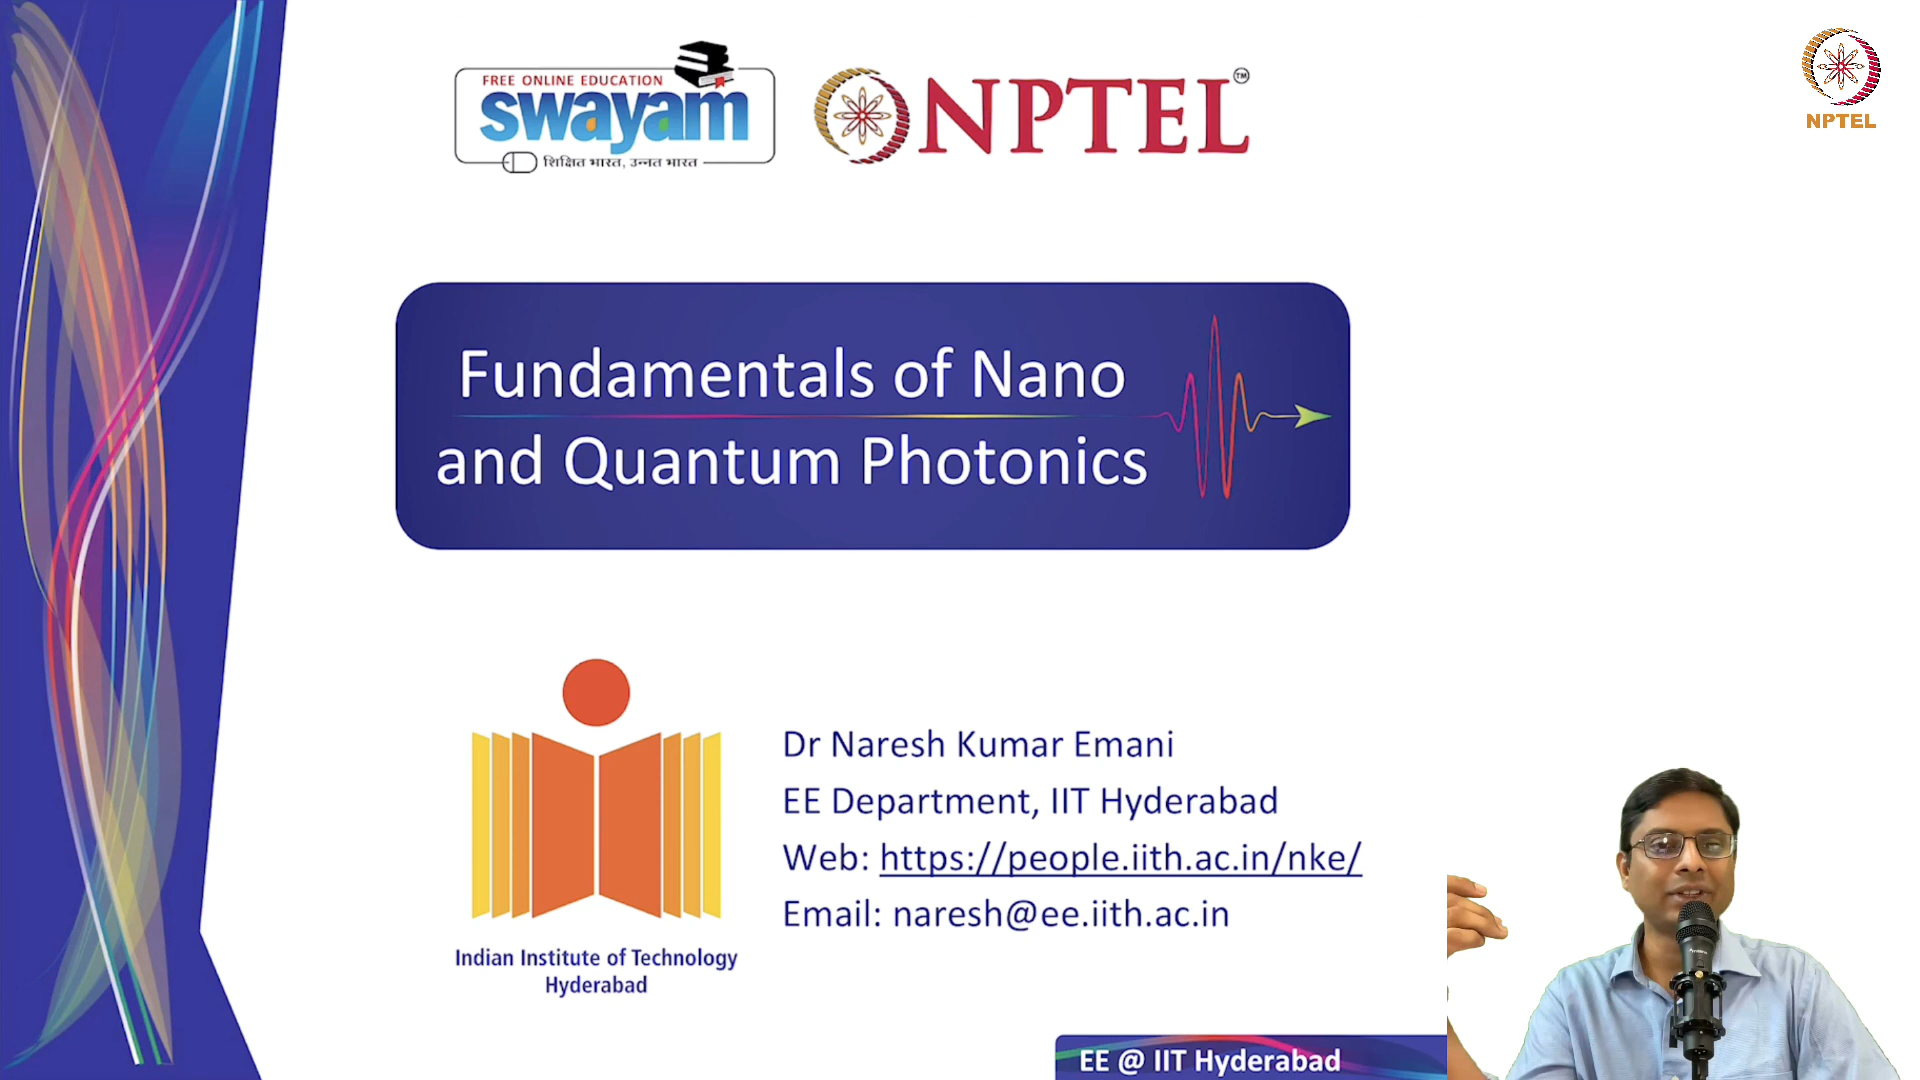 FREE ONLINE EDUCATION
swayam
शिक्षित भारत, उन्नत भारत
NPTEL™
NPTEL
Fundamentals of Nano
and Quantum Photonics
Dr Naresh Kumar Emani
EE Department, IIT Hyderabad
Web: https://people.iith.ac.in/nke/
Email: naresh@ee.iith.ac.in
Indian Institute of Technology
Hyderabad
EE @ IIT Hyderabad